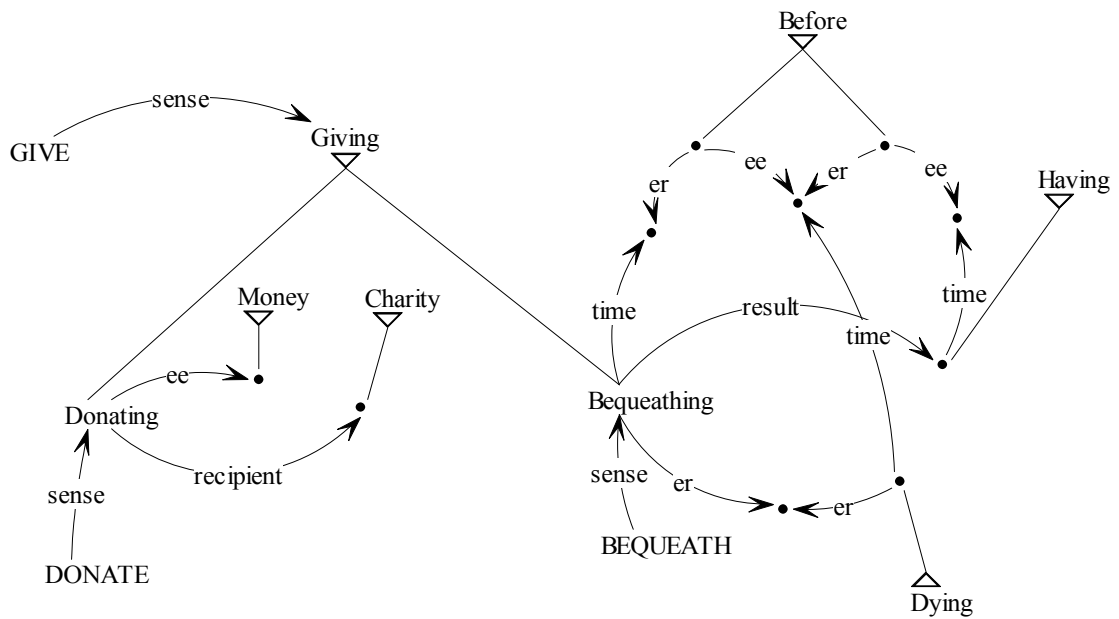 Before
sense
Giving
GIVE
ee
er
er
ee
Having
Money
Charity
time
result
time
time
ee
Donating
Bequeathing
recipient
sense
sense
er
er
DONATE
BEQUEATH
Dying